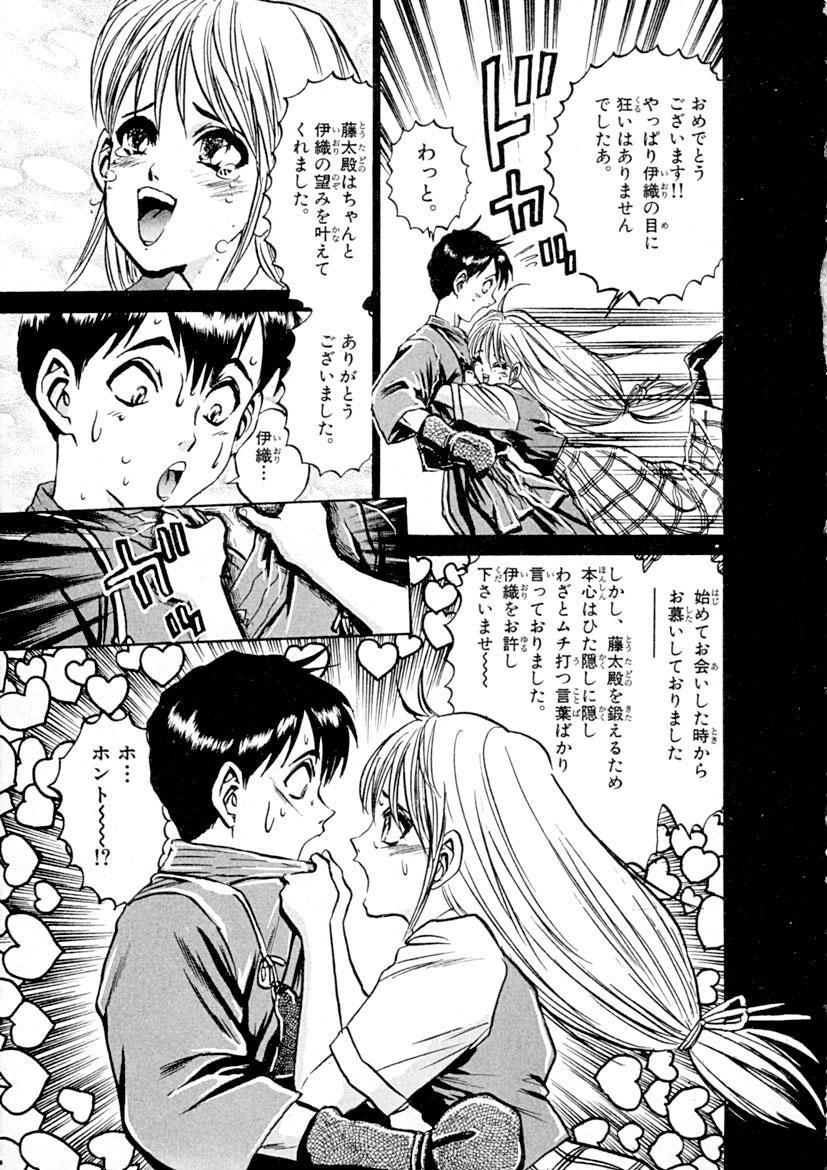 おめでとう
ございます!!
やっぱり伊織の目に
狂いはありません
でしたあ。
ドドヤッ
わっと。
藤太殿はちゃんと
伊織の望みを叶えて
くれました。
ありがとう
ございました。
伊織…
始めてお会いした時から
お慕いしておりました
――
しかし、藤太殿を鍛えるため
本心はひた隠しに隠し
わざとムチ打つ言葉ばかり
言っておりました。
伊織をお許し
下さいませ~~
ホ…
ホント~~!?